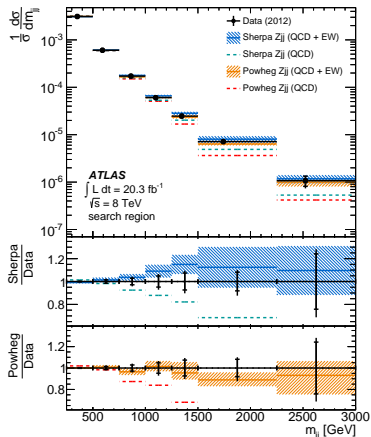 1/σ dσ/dm_jj
Data (2012)
Sherpa Zjj (QCD + EW)
Sherpa Zjj (QCD)
Powheg Zjj (QCD + EW)
Powheg Zjj (QCD)
10⁻³
10⁻⁴
10⁻⁵
10⁻⁶
10⁻⁷
ATLAS
∫ L dt = 20.3 fb⁻¹
√s = 8 TeV
search region
Sherpa
Data
1.2
1
0.8
Powheg
Data
1.2
1
0.8
500 1000 1500 2000 2500 3000
m_jj [GeV]